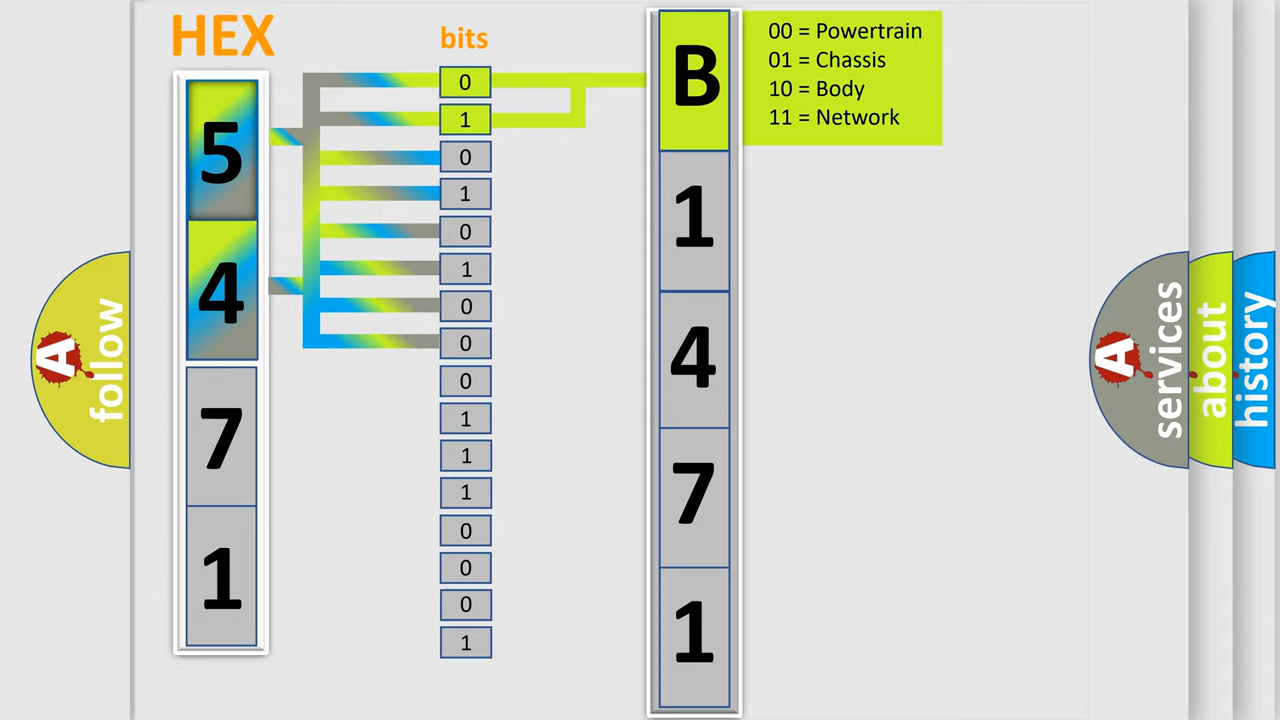 HEX
bits
5
4
7
1
0
1
0
1
0
1
0
0
0
1
1
1
0
0
0
1
B
1
4
7
1
00 = Powertrain
01 = Chassis
10 = Body
11 = Network
A follow
A services
about
history